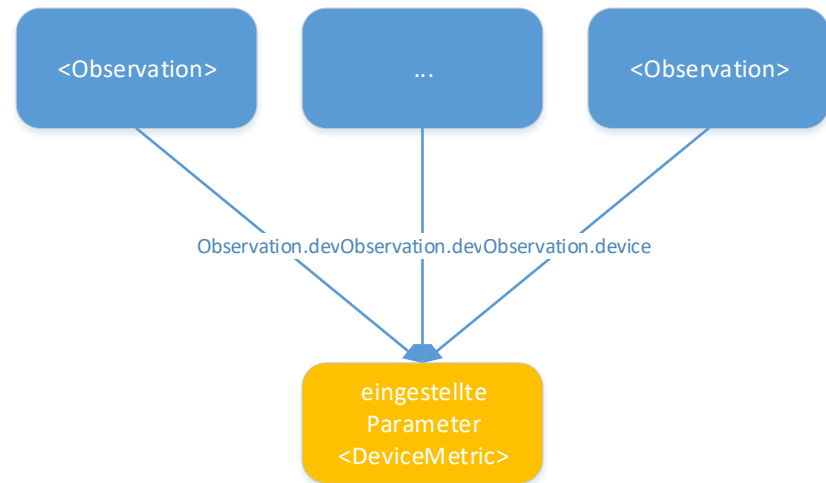 <Observation>
...
<Observation>
Observation.devObservation.devObservation.device
eingestellte
Parameter
<DeviceMetric>